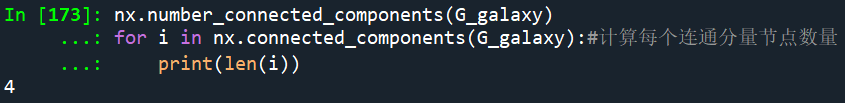 In [173]: nx.number_connected_components(G_galaxy)
...: for i in nx.connected_components(G_galaxy):#计算每个连通分量节点数量
...:     print(len(i))
4